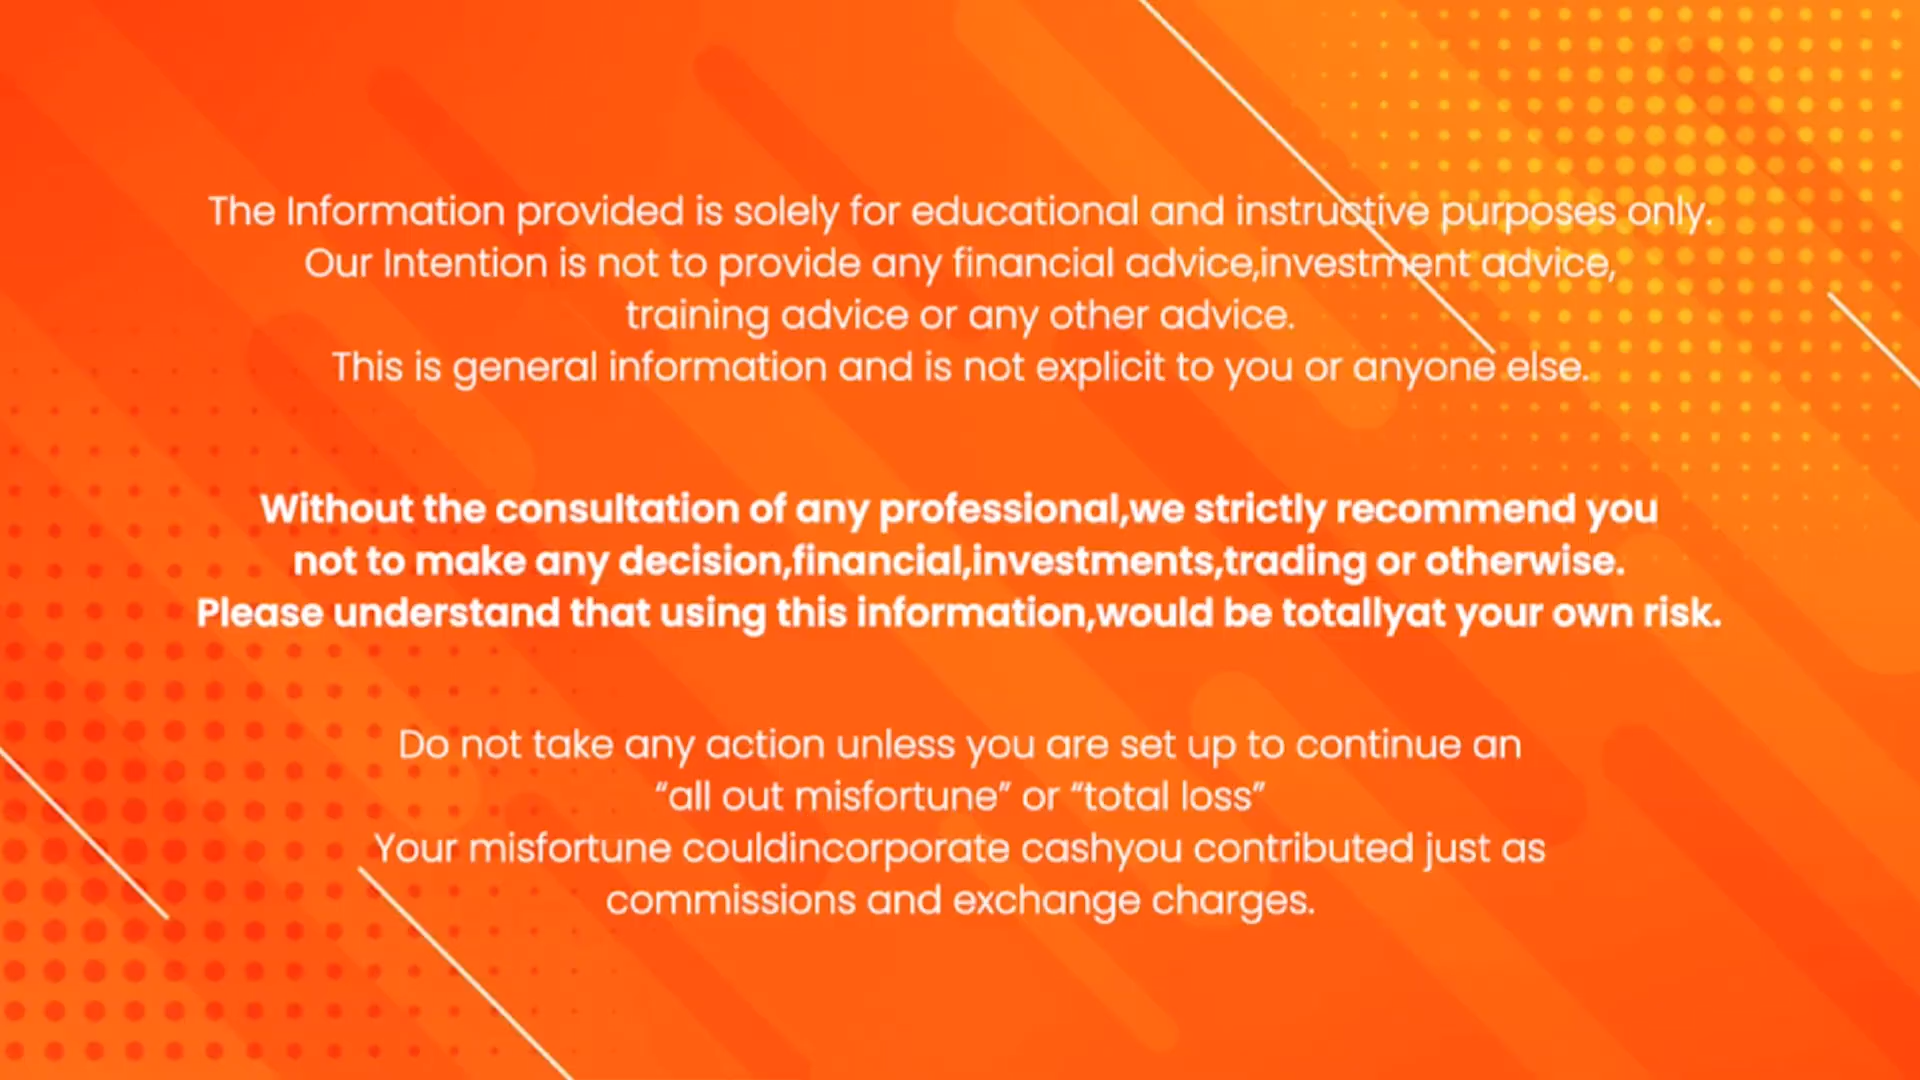 The Information provided is solely for educational and instructive purposes only.
Our Intention is not to provide any financial advice,investment advice,
training advice or any other advice.
This is general information and is not explicit to you or anyone else.
Without the consultation of any professional,we strictly recommend you
not to make any decision,financial,investments,trading or otherwise.
Please understand that using this information,would be totallyat your own risk.
Do not take any action unless you are set up to continue an
“all out misfortune” or “total loss”
Your misfortune couldincorporate cashyou contributed just as
commissions and exchange charges.